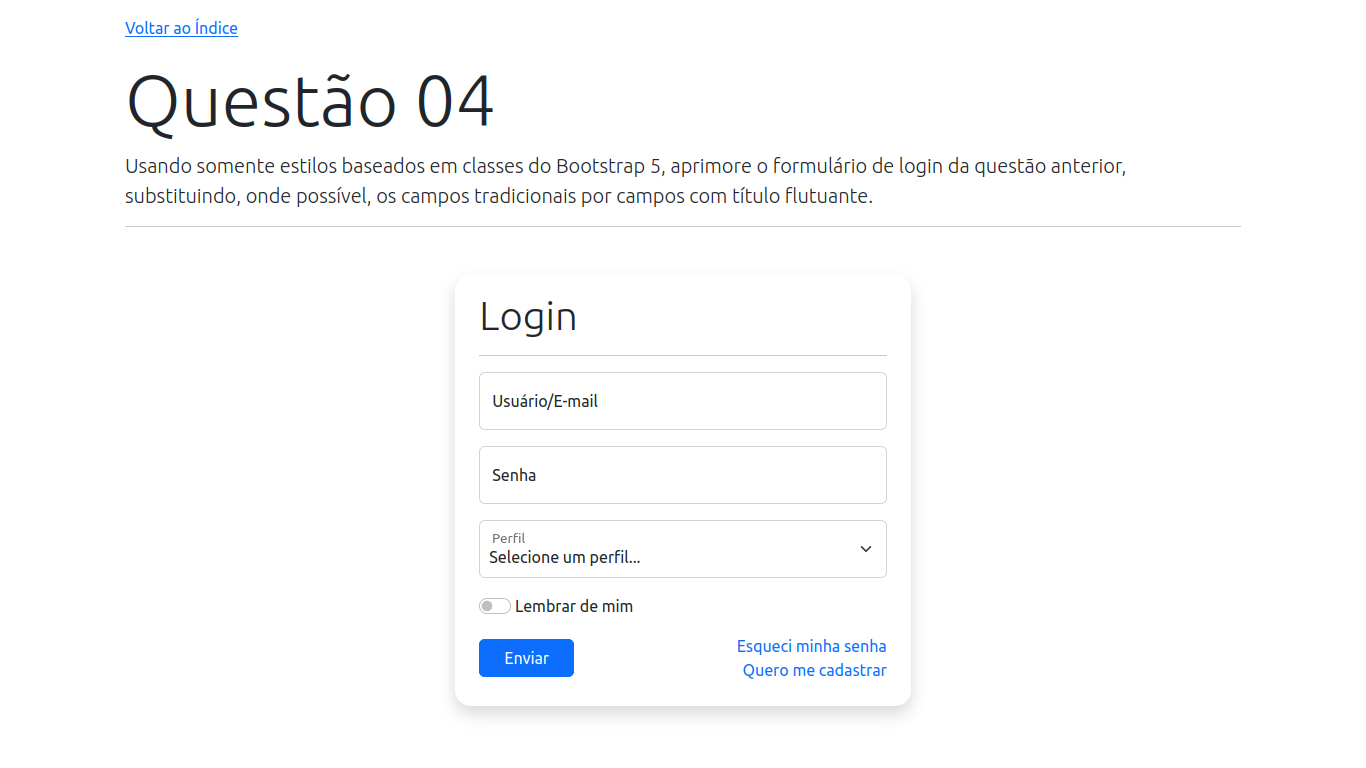 Voltar ao Índice
Questão 04
Usando somente estilos baseados em classes do Bootstrap 5, aprimore o formulário de login da questão anterior,
substituindo, onde possível, os campos tradicionais por campos com título flutuante.
Login
Usuário/E-mail
Senha
Perfil
Selecione um perfil...
Lembrar de mim
Enviar
Esqueci minha senha
Quero me cadastrar